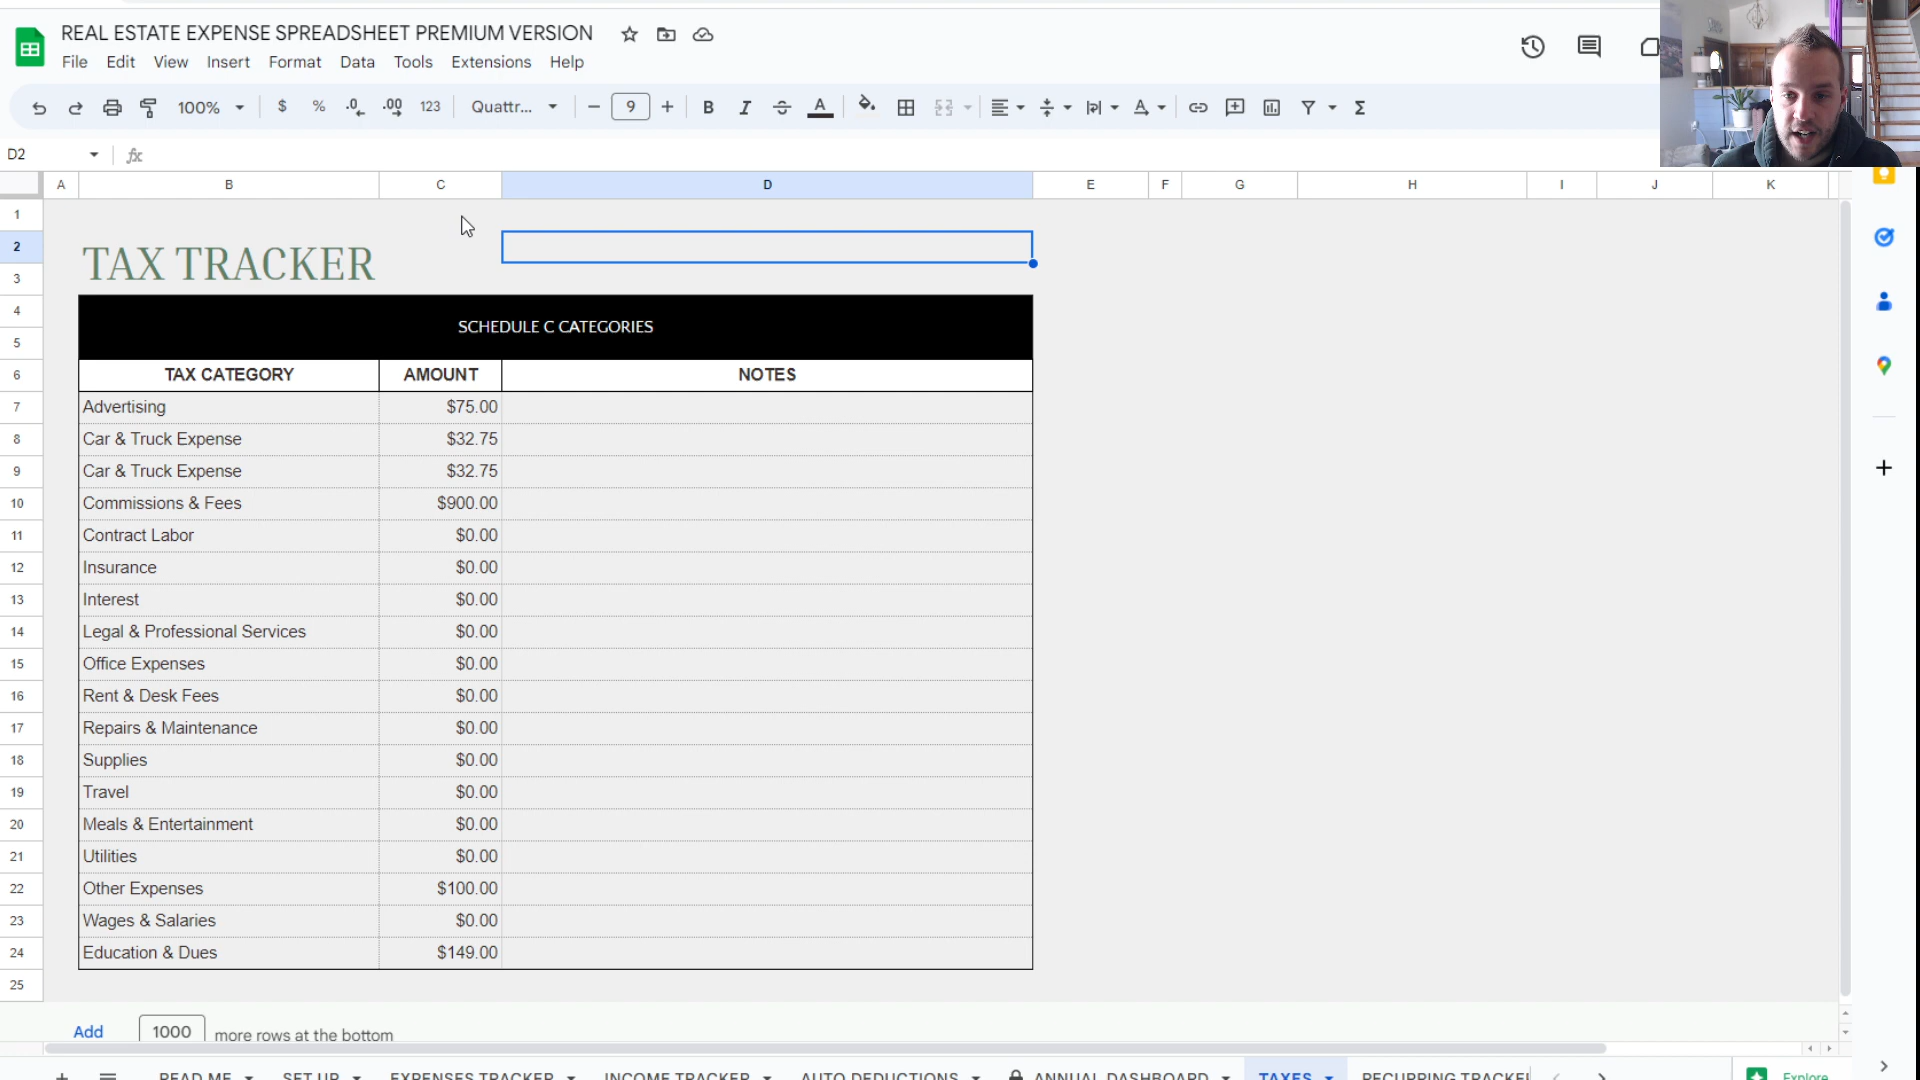 REAL ESTATE EXPENSE SPREADSHEET PREMIUM VERSION
File Edit View Insert Format Data Tools Extensions Help
100% $ % .0 .00 123 Quattr... 9 B I A
D2 fx
A B C D E F G H I J K
1
2
TAX TRACKER
3
4
SCHEDULE C CATEGORIES
5
6 TAX CATEGORY AMOUNT NOTES
7 Advertising $75.00
8 Car & Truck Expense $32.75
9 Car & Truck Expense $32.75
10 Commissions & Fees $900.00
11 Contract Labor $0.00
12 Insurance $0.00
13 Interest $0.00
14 Legal & Professional Services $0.00
15 Office Expenses $0.00
16 Rent & Desk Fees $0.00
17 Repairs & Maintenance $0.00
18 Supplies $0.00
19 Travel $0.00
20 Meals & Entertainment $0.00
21 Utilities $0.00
22 Other Expenses $100.00
23 Wages & Salaries $0.00
24 Education & Dues $149.00
25
Add 1000 more rows at the bottom
READ ME SET UP EXPENSES TRACKER INCOME TRACKER AUTO DEDUCTIONS ANNUAL DASHBOARD TAXES RECURRING TRACKER Explore